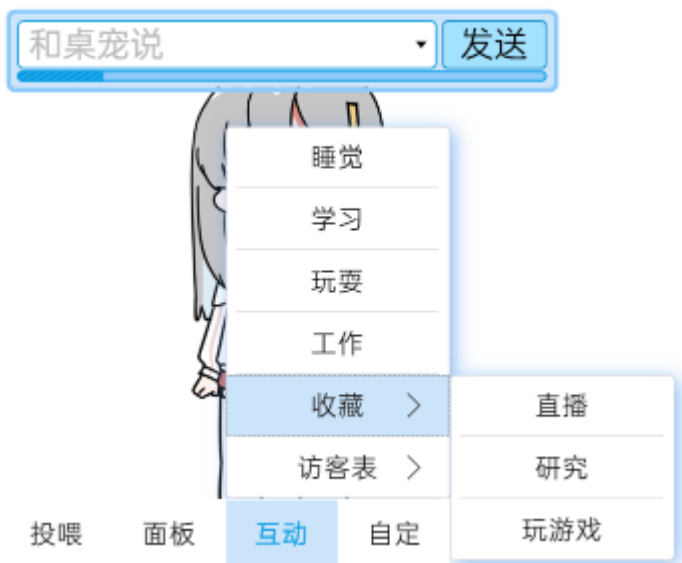 和桌宠说 发送
睡觉
学习
玩耍
工作
收藏
访客表
直播
研究
玩游戏
投喂 面板 互动 自定